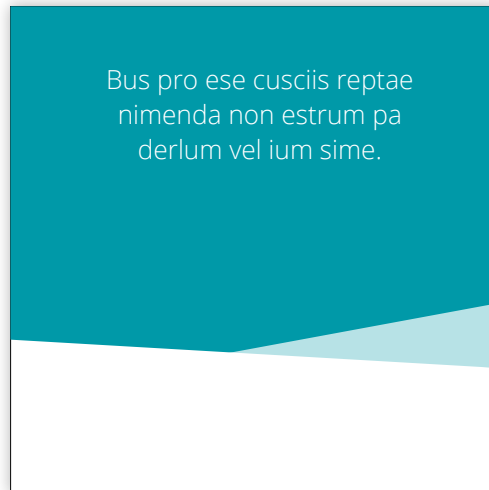 Bus pro ese cusciis reptae
nimenda non estrum pa
derlum vel ium sime.